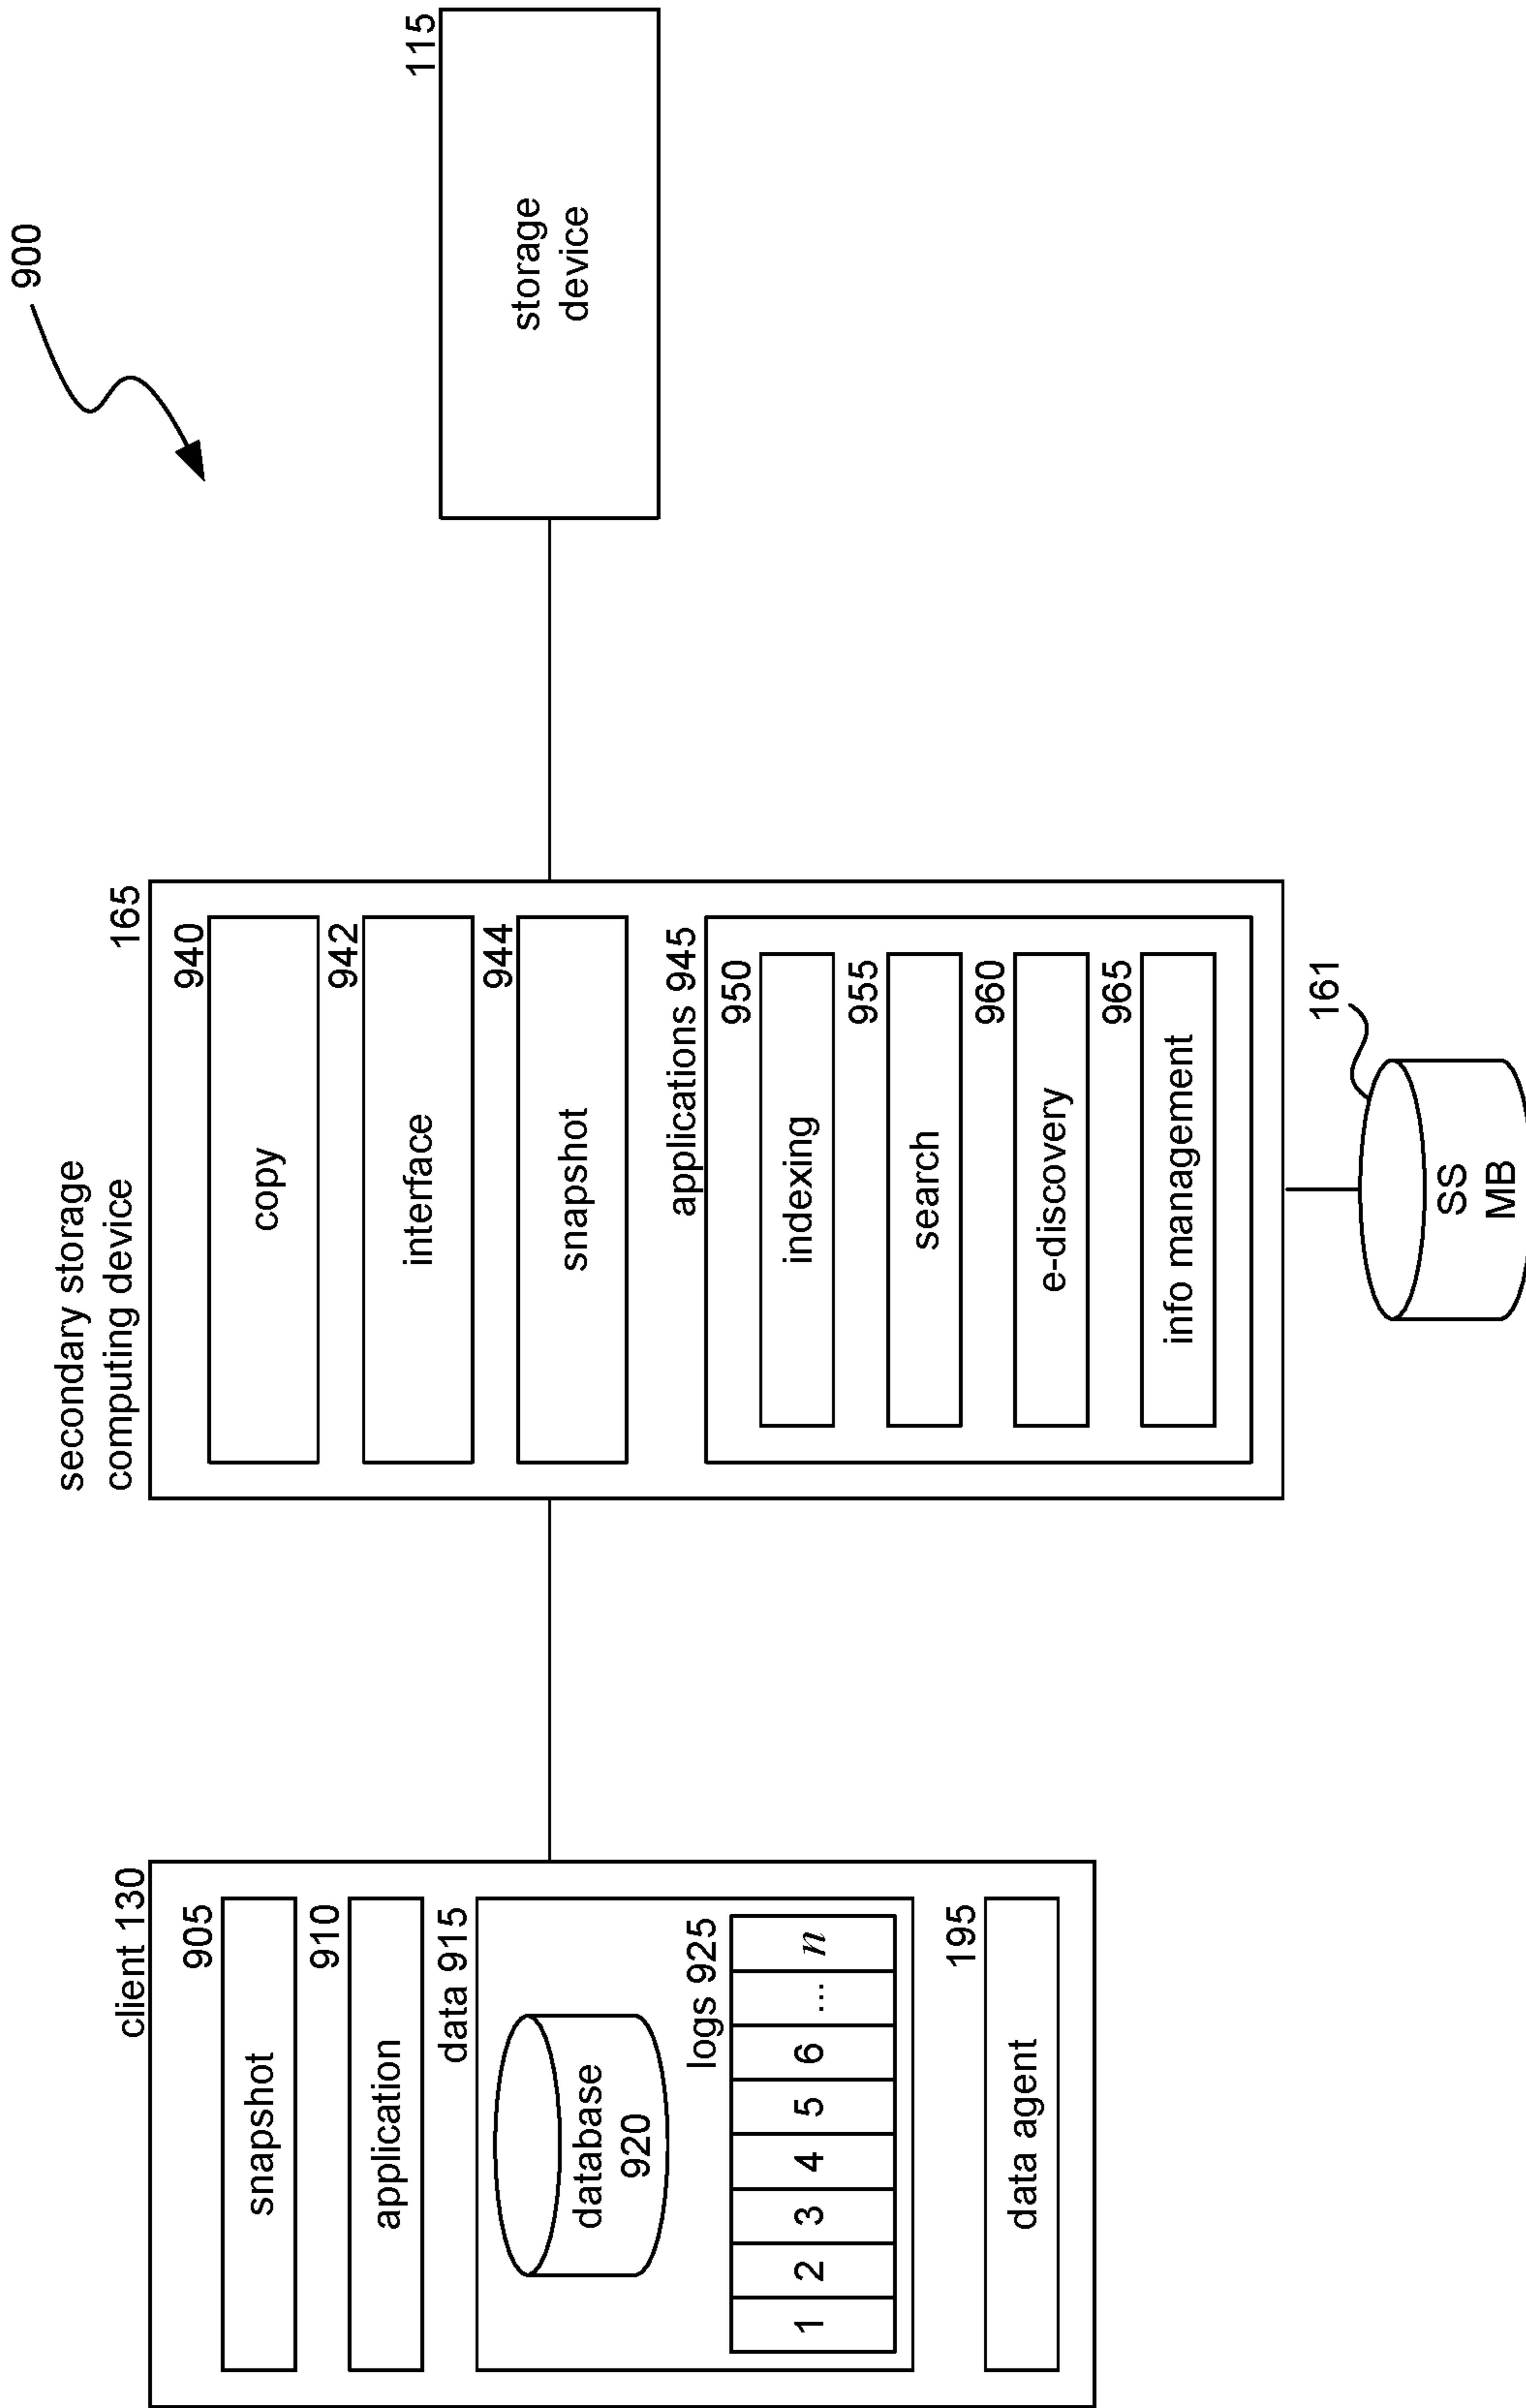 900
client 130
905
snapshot
910
application
data 915
database
920
logs 925
1 2 3 4 5 6 ... n
195
data agent
secondary storage
computing device
165
940
copy
942
interface
944
snapshot
applications 945
950
indexing
955
search
960
e-discovery
965
info management
161
SS
MB
115
storage
device